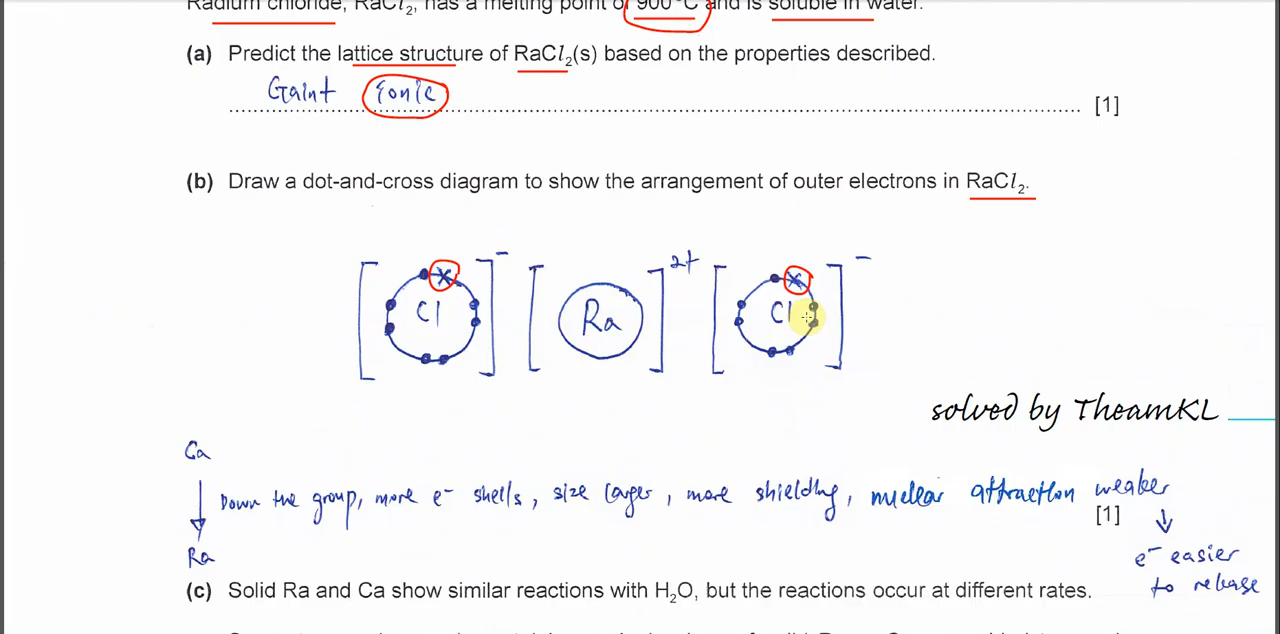 Radium chloride, RaCl2, has a melting point of 900 °C and is soluble in water.
(a) Predict the lattice structure of RaCl2(s) based on the properties described.
Gaint Ionic
[1]
(b) Draw a dot-and-cross diagram to show the arrangement of outer electrons in RaCl2.
[Cl]- [Ra]2+ [Cl]-
solved by TheamKL
Ca
Down the group, more e- shells, size larger, more shielding, nuclear attraction weaker
[1]
Ra
e- easier
to release
(c) Solid Ra and Ca show similar reactions with H2O, but the reactions occur at different rates.